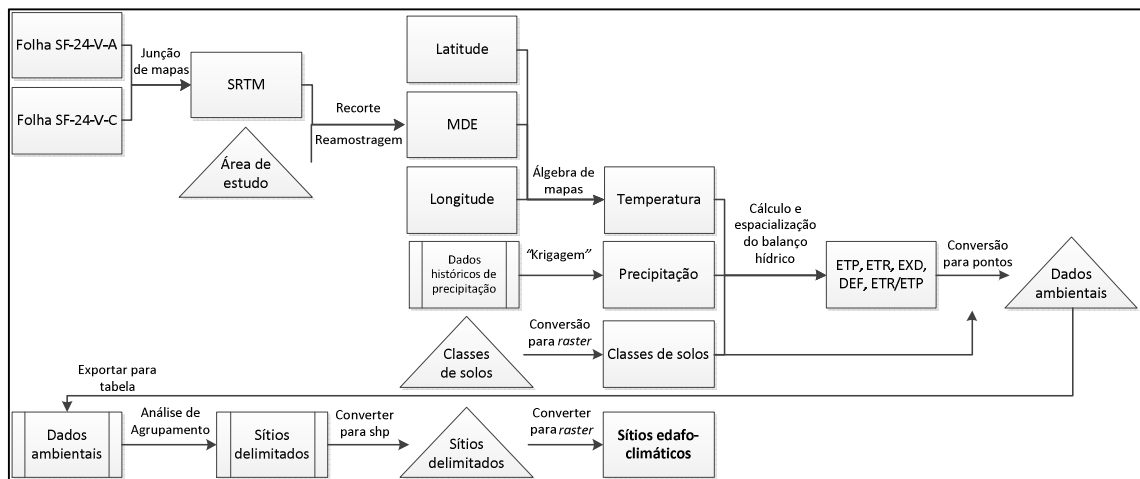 Folha SF-24-V-A
Folha SF-24-V-C
Junção
de mapas
SRTM
Área de
estudo
Recorte
Reamostragem
Latitude
MDE
Longitude
Álgebra de
mapas
Temperatura
Dados
históricos de
precipitação
“Krigagem”
Precipitação
Classes
de solos
Conversão
para raster
Classes de solos
Cálculo e
espacialização
do balanço
hídrico
ETP, ETR, EXD,
DEF, ETR/ETP
Conversão
para pontos
Dados
ambientais
Exportar para
tabela
Dados
ambientais
Análise de
Agrupamento
Sítios
delimitados
Converter
para shp
Sítios
delimitados
Converter
para raster
Sítios edafo-
climáticos